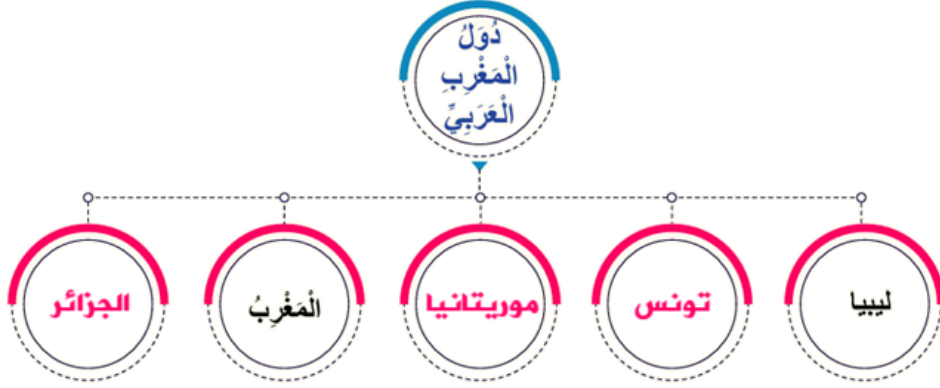 دُوَلُ
الْمَغْرِبِ
الْعَرَبِيِّ
ليبيا
تونس
موريتانيا
الْمَغْرِبُ
الجزائر